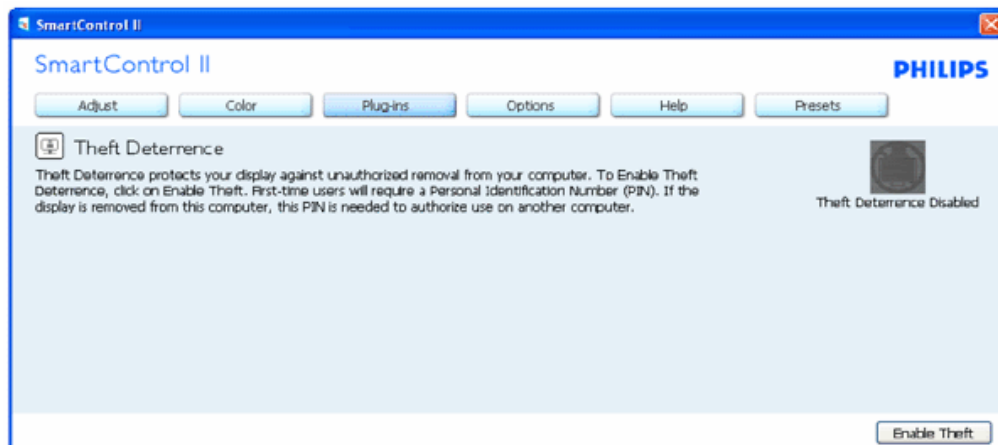 SmartControl II
SmartControl II
PHILIPS
Adjust Color Plug-ins Options Help Presets
Theft Deterrence
Theft Deterrence protects your display against unauthorized removal from your computer. To Enable Theft
Deterrence, click on Enable Theft. First-time users will require a Personal Identification Number (PIN). If the
display is removed from this computer, this PIN is needed to authorize use on another computer.
Theft Deterrence Disabled
Enable Theft